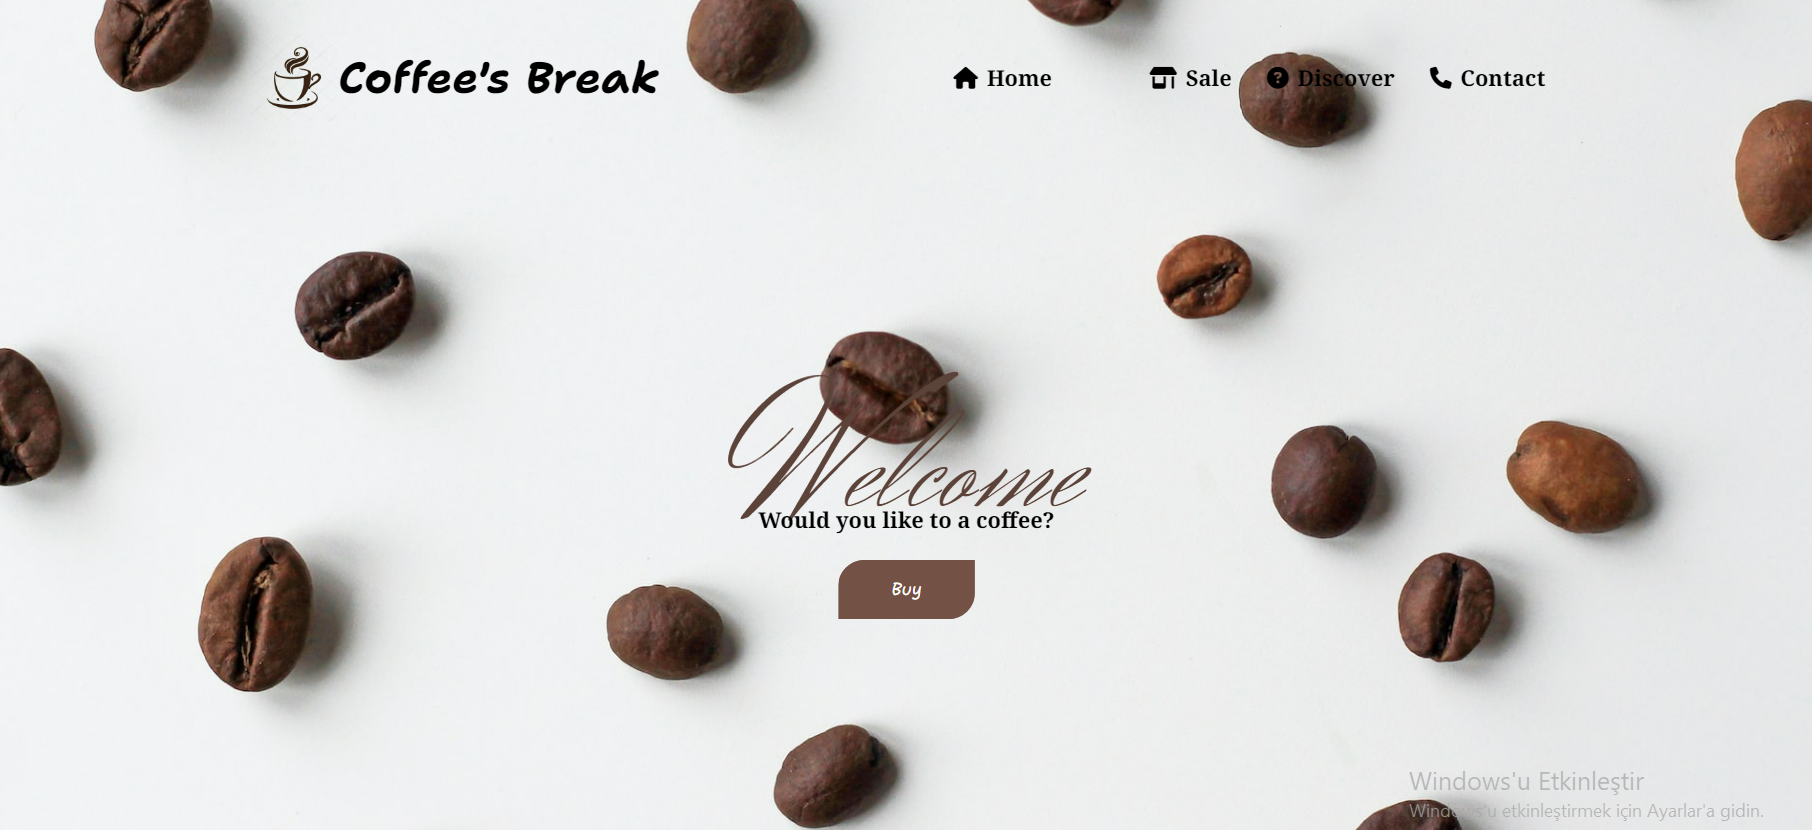 Coffee's Break
Home Sale Discover Contact
Welcome
Would you like to a coffee?
Buy
Windows'u Etkinleştir
Windows'u etkinleştirmek için Ayarlar'a gidin.